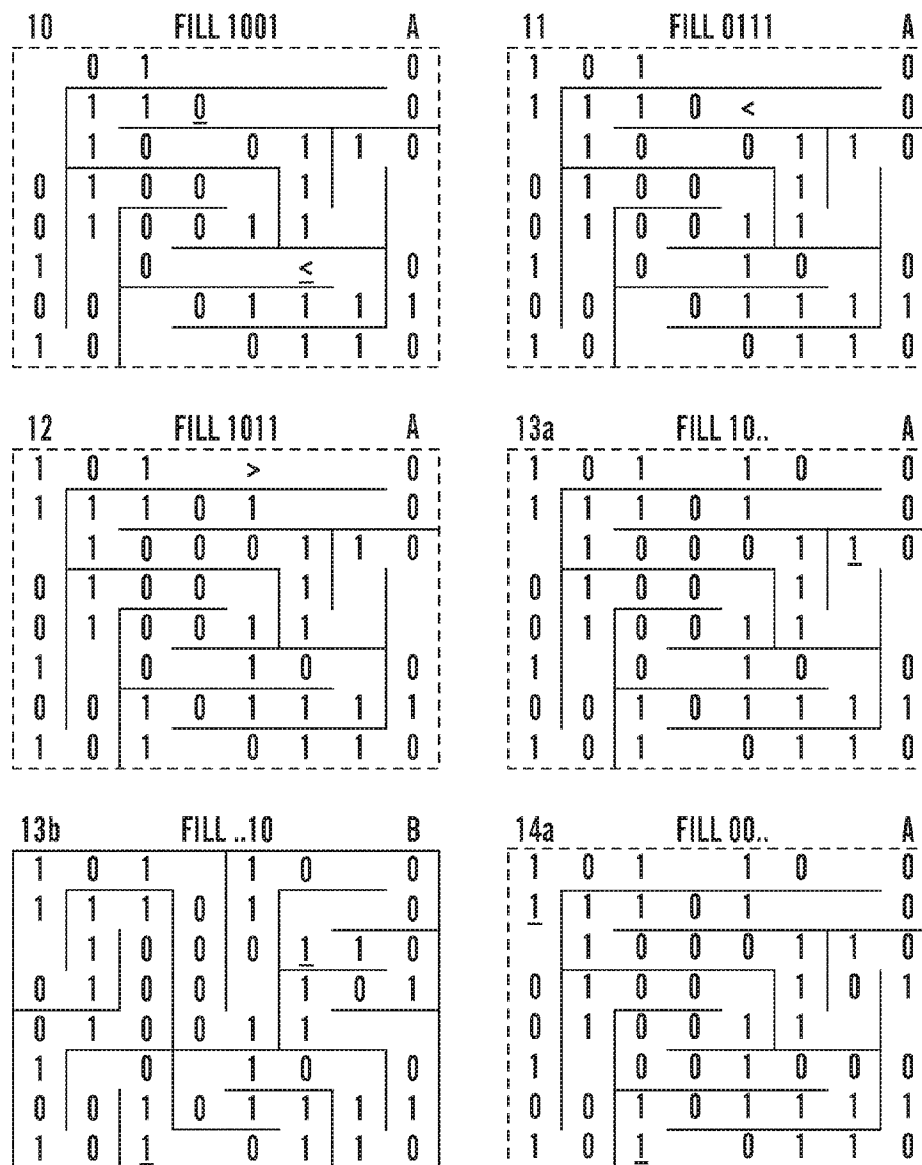 10 FILL 1001 A
0 1 0
1 1 0 0
1 0 0 1 1 0
0 1 0 0 1
0 1 0 0 1 1
1 0 < 0
0 0 0 1 1 1 1
1 0 0 1 1 0
11 FILL 0111 A
1 0 1 0
1 1 1 0 < 0
1 0 0 1 1 0
0 1 0 0 1
0 1 0 0 1 1
1 0 1 0 0
0 0 0 1 1 1 1
1 0 0 1 1 0
12 FILL 1011 A
1 0 1 > 0
1 1 1 0 1 0
1 0 0 0 1 1 0
0 1 0 0 1
0 1 0 0 1 1
1 0 1 0 0
0 0 1 0 1 1 1 1
1 0 1 0 1 1 0
13a FILL 10.. A
1 0 1 1 0 0
1 1 1 0 1 0
1 0 0 0 1 1 0
0 1 0 0 1
0 1 0 0 1 1
1 0 1 0 0
0 0 1 0 1 1 1 1
1 0 1 0 1 1 0
13b FILL ..10 B
1 0 1 1 0 0
1 1 1 0 1 0
1 0 0 0 1 1 0
0 1 0 0 1 0 1
0 1 0 0 1 1
1 0 1 0 0
0 0 1 0 1 1 1 1
1 0 1 0 1 1 0
14a FILL 00.. A
1 0 1 1 0 0
1 1 1 0 1 0
1 0 0 0 1 1 0
0 1 0 0 1 0 1
0 1 0 0 1 1
1 0 0 1 0 0 0
0 0 1 0 1 1 1 1
1 0 1 0 1 1 0